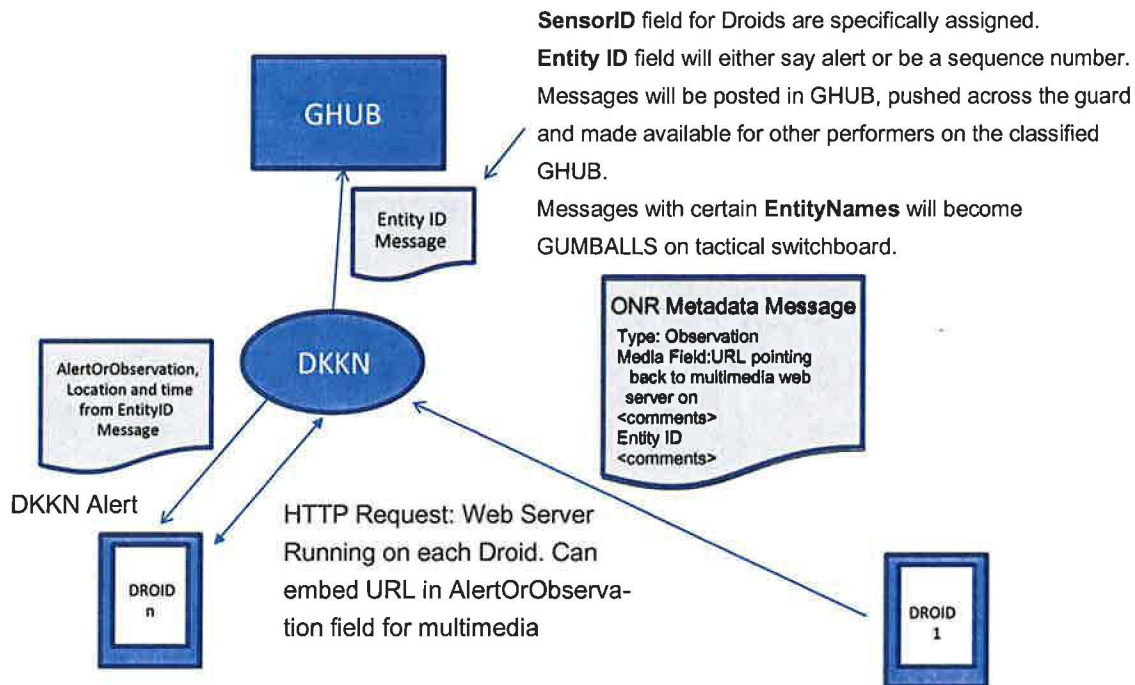 SensorID field for Droids are specifically assigned.
Entity ID field will either say alert or be a sequence number.
Messages will be posted in GHUB, pushed across the guard
and made available for other performers on the classified
GHUB.
Messages with certain EntityNames will become
GUMBALLS on tactical switchboard.
GHUB
Entity ID
Message
DKKN
AlertOrObservation,
Location and time
from EntityID
Message
ONR Metadata Message
Type: Observation
Media Field:URL pointing
back to multimedia web
server on
<comments>
Entity ID
<comments>
DKKN Alert
HTTP Request: Web Server
Running on each Droid. Can
embed URL in AlertOrObserva-
tion field for multimedia
DROID
n
DROID
1